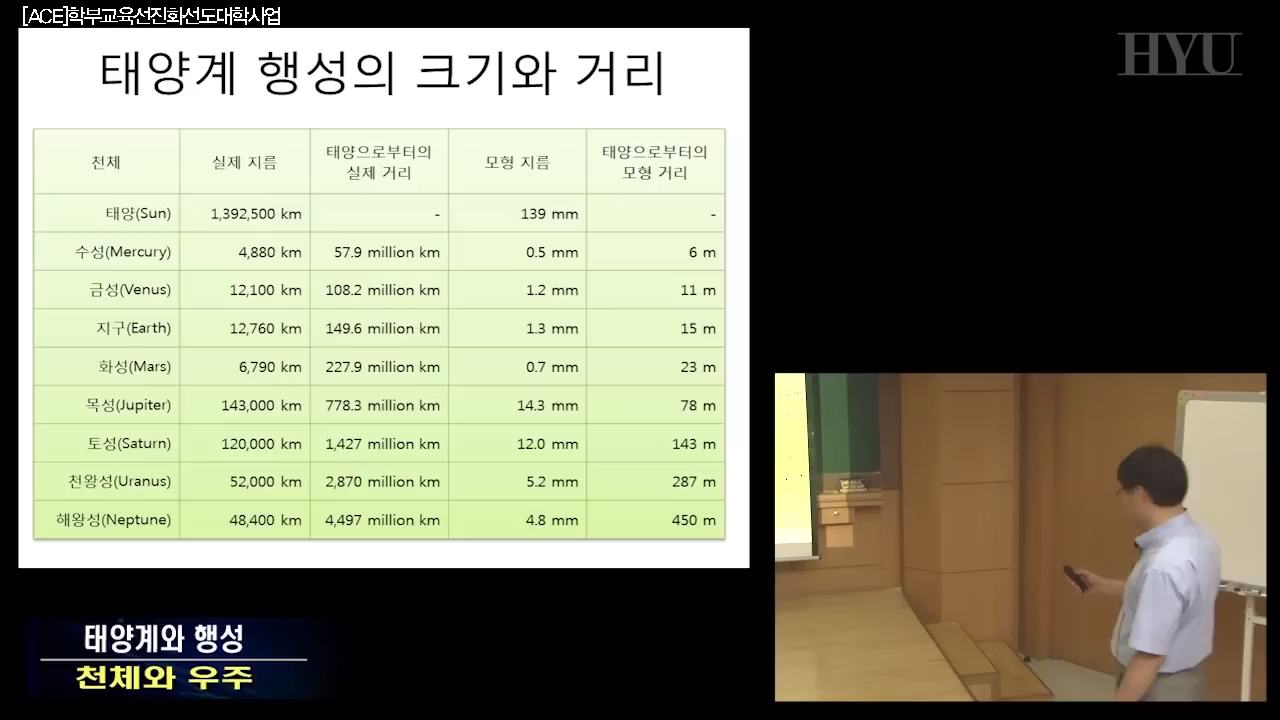 [ACE]학부교육선진화선도대학사업
HYU
태양계 행성의 크기와 거리
천체 실제 지름 태양으로부터의 실제 거리 모형 지름 태양으로부터의 모형 거리
태양(Sun) 1,392,500 km - 139 mm -
수성(Mercury) 4,880 km 57.9 million km 0.5 mm 6 m
금성(Venus) 12,100 km 108.2 million km 1.2 mm 11 m
지구(Earth) 12,760 km 149.6 million km 1.3 mm 15 m
화성(Mars) 6,790 km 227.9 million km 0.7 mm 23 m
목성(Jupiter) 143,000 km 778.3 million km 14.3 mm 78 m
토성(Saturn) 120,000 km 1,427 million km 12.0 mm 143 m
천왕성(Uranus) 52,000 km 2,870 million km 5.2 mm 287 m
해왕성(Neptune) 48,400 km 4,497 million km 4.8 mm 450 m
태양계와 행성
천체와 우주